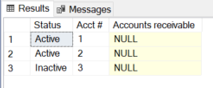 Results Messages
Status Acct # Accounts receivable
1 Active 1 NULL
2 Active 2 NULL
3 Inactive 3 NULL